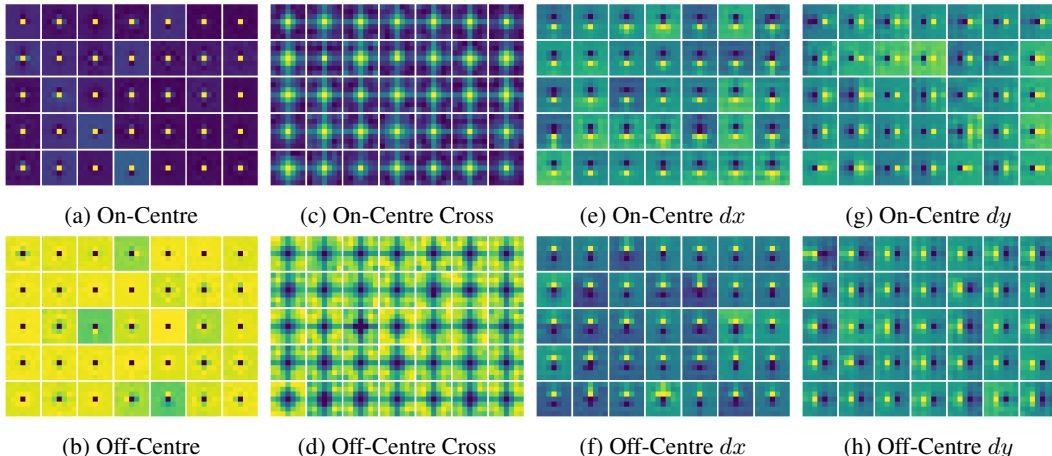 (a) On-Centre (c) On-Centre Cross (e) On-Centre dx (g) On-Centre dy
(b) Off-Centre (d) Off-Centre Cross (f) Off-Centre dx (h) Off-Centre dy